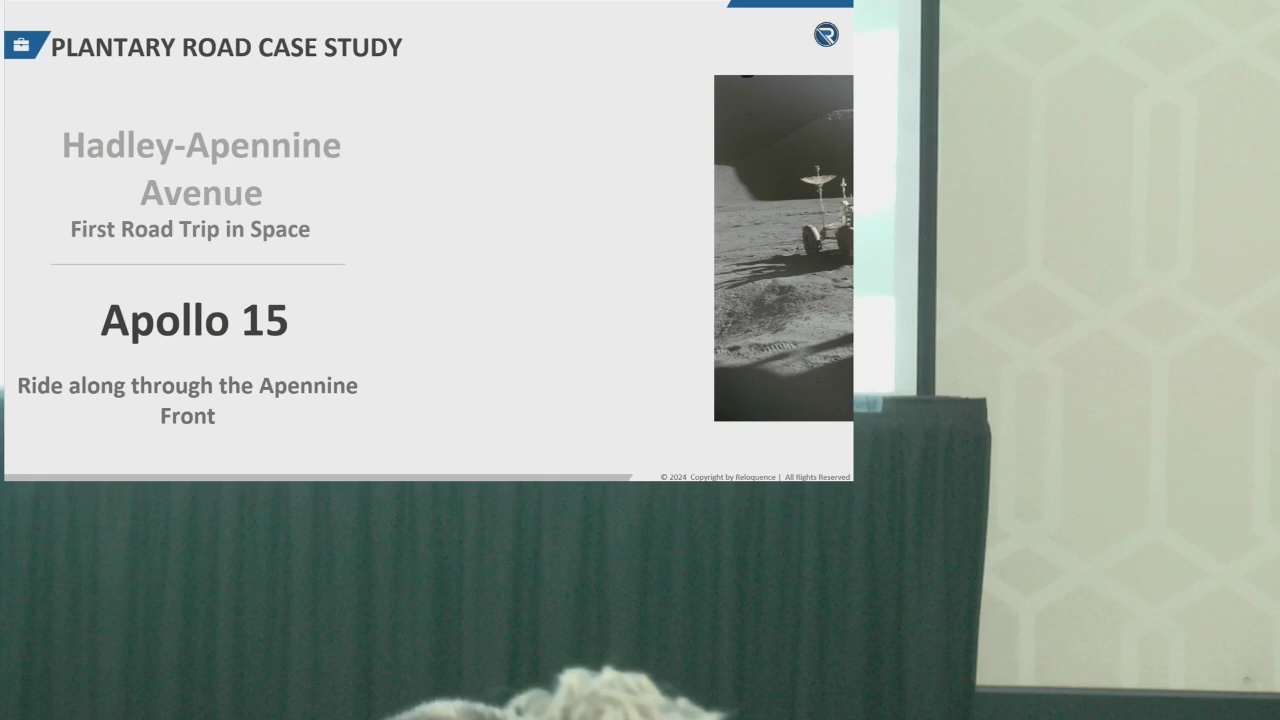 PLANTARY ROAD CASE STUDY
Hadley-Apennine
Avenue
First Road Trip in Space
Apollo 15
Ride along through the Apennine
Front
© 2024 Copyright by Reloquence | All Rights Reserved